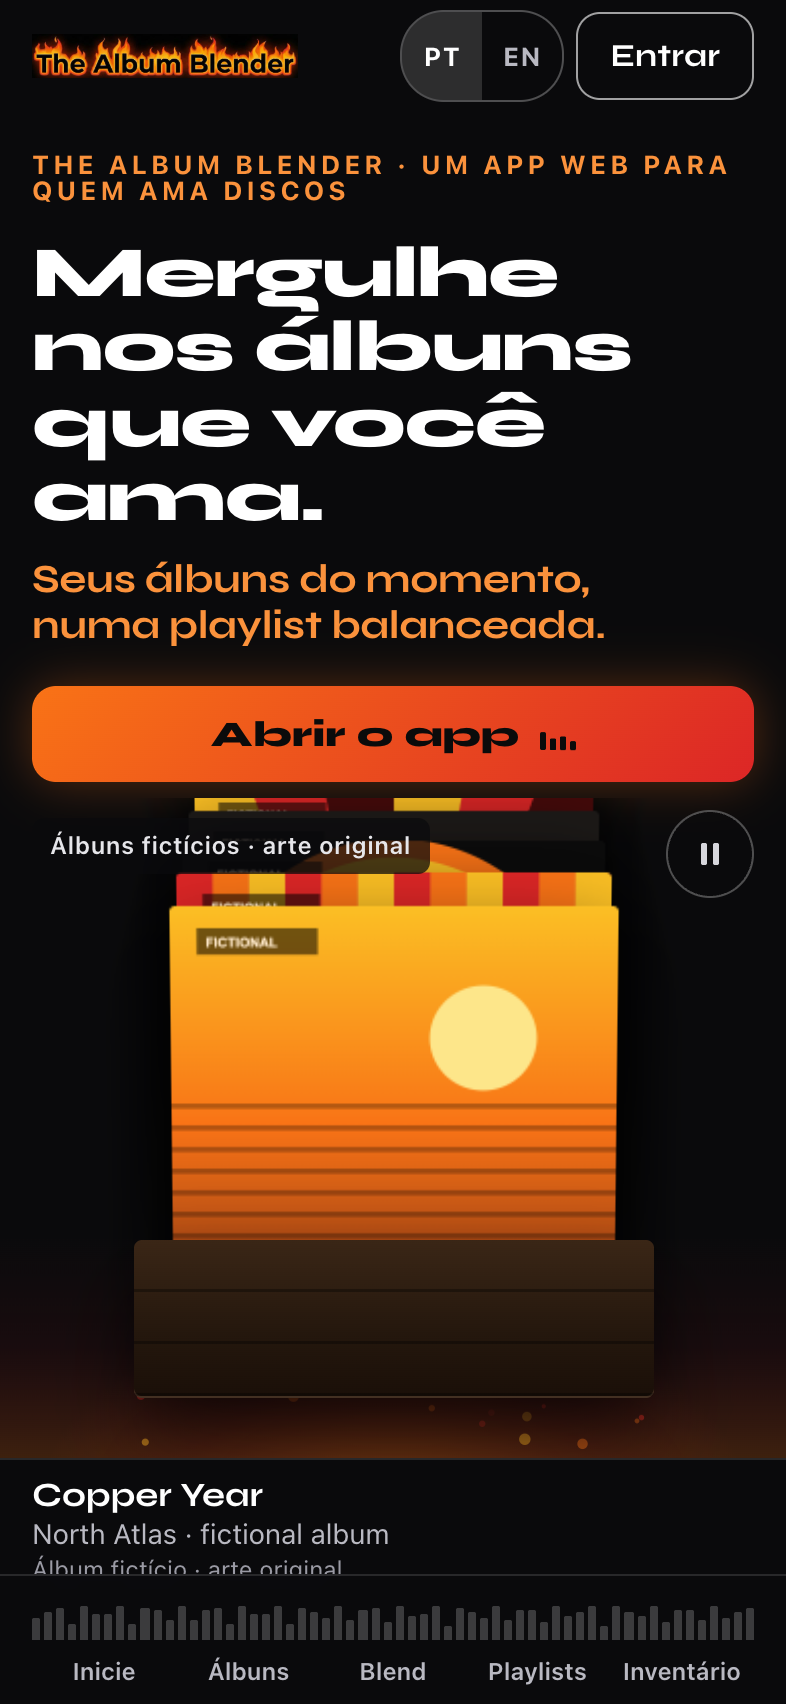 The Album Blender
PT
EN
Entrar
THE ALBUM BLENDER · UM APP WEB PARA
QUEM AMA DISCOS
Mergulhe
nos álbuns
que você
ama.
Seus álbuns do momento,
numa playlist balanceada.
Abrir o app
Álbuns fictícios · arte original
FICTIONAL
FICTIONAL
Copper Year
North Atlas · fictional album
Álbum fictício · arte original
Inicie
Álbuns
Blend
Playlists
Inventário